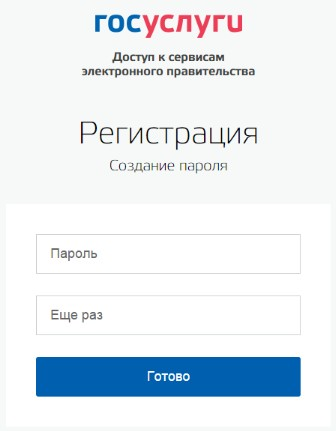 госуслуги
Доступ к сервисам
электронного правительства
Регистрация
Создание пароля
Пароль
Еще раз
Готово